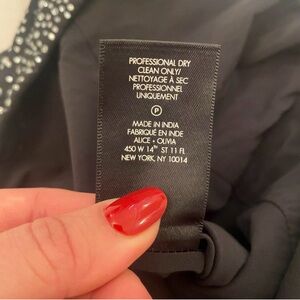 PROFESSIONAL DRY
CLEAN ONLY/
NETTOYAGE À SEC
PROFESSIONNEL
UNIQUEMENT
P
MADE IN INDIA
FABRIQUÉ EN INDE
ALICE + OLIVIA
450 W 14TH ST 11 FL
NEW YORK, NY 10014